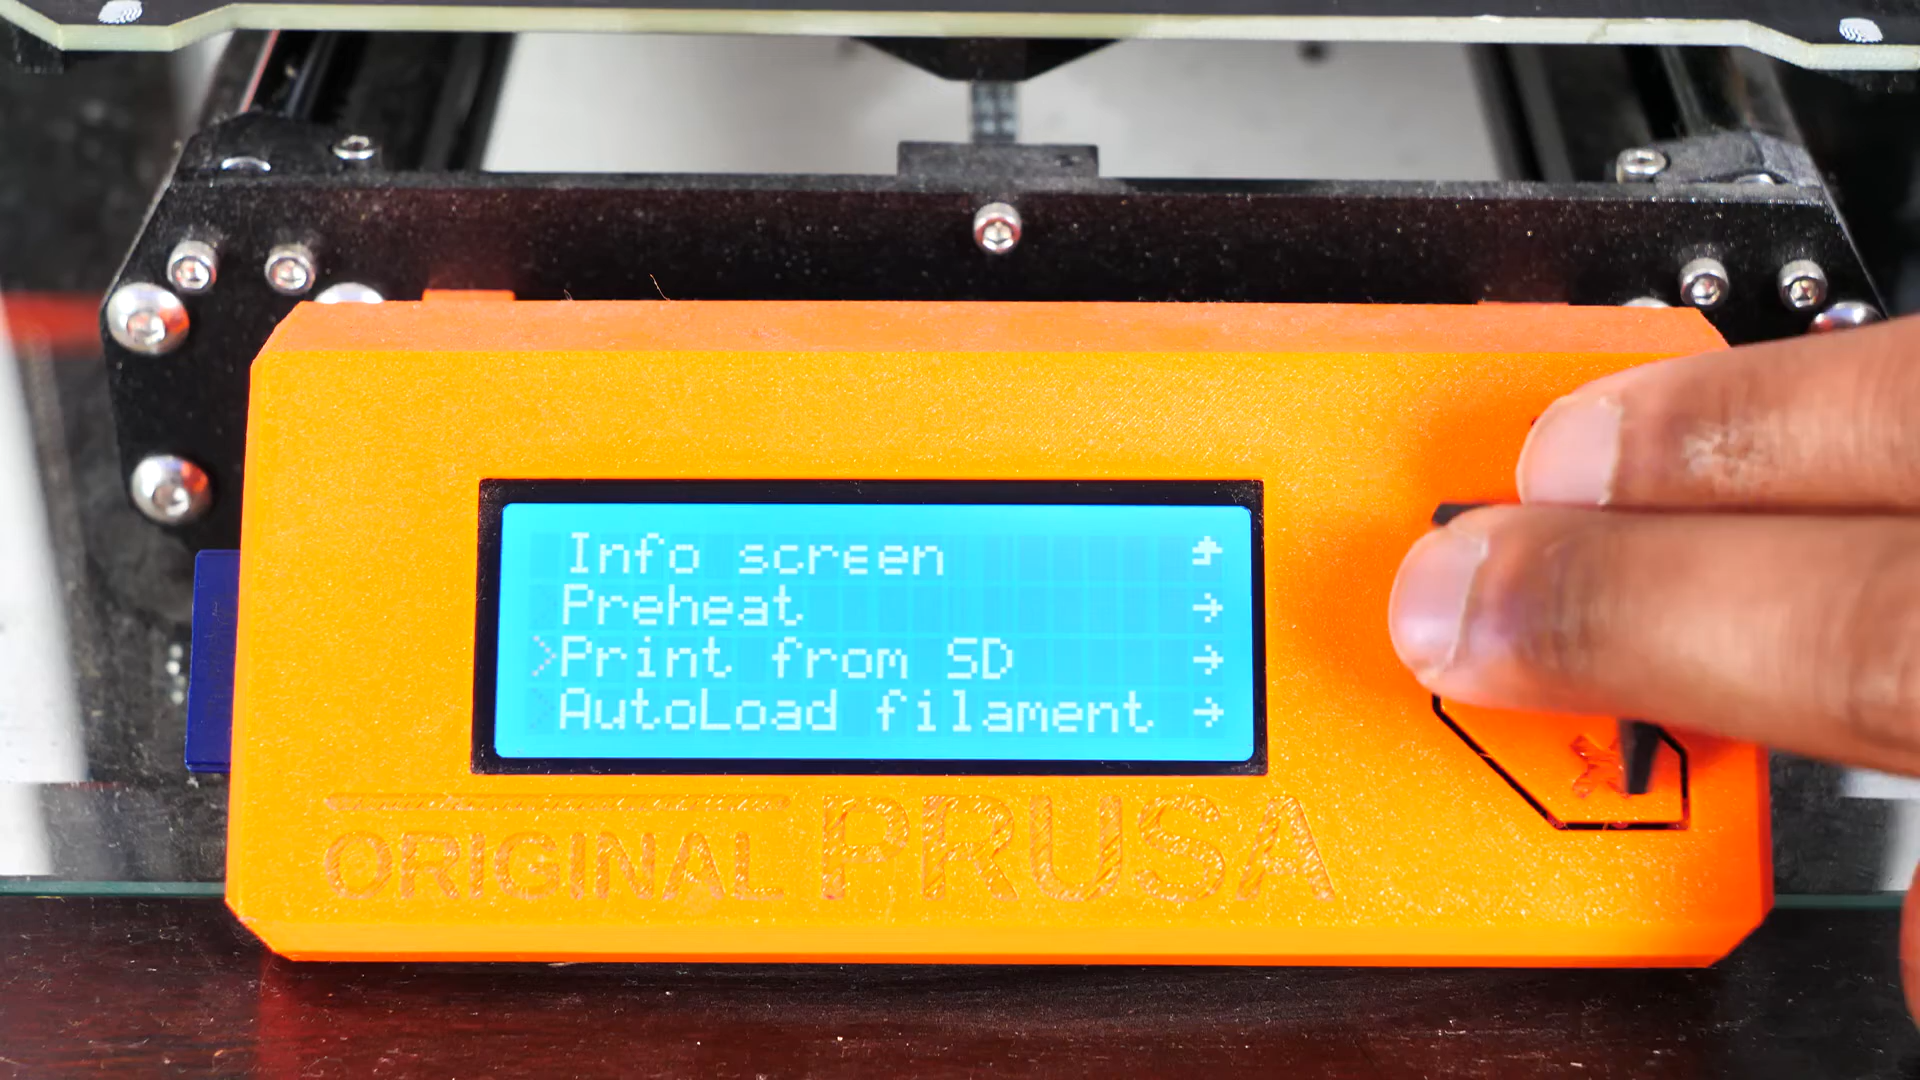 Info screen
Preheat →
>Print from SD →
AutoLoad filament →
ORIGINAL PRUSA